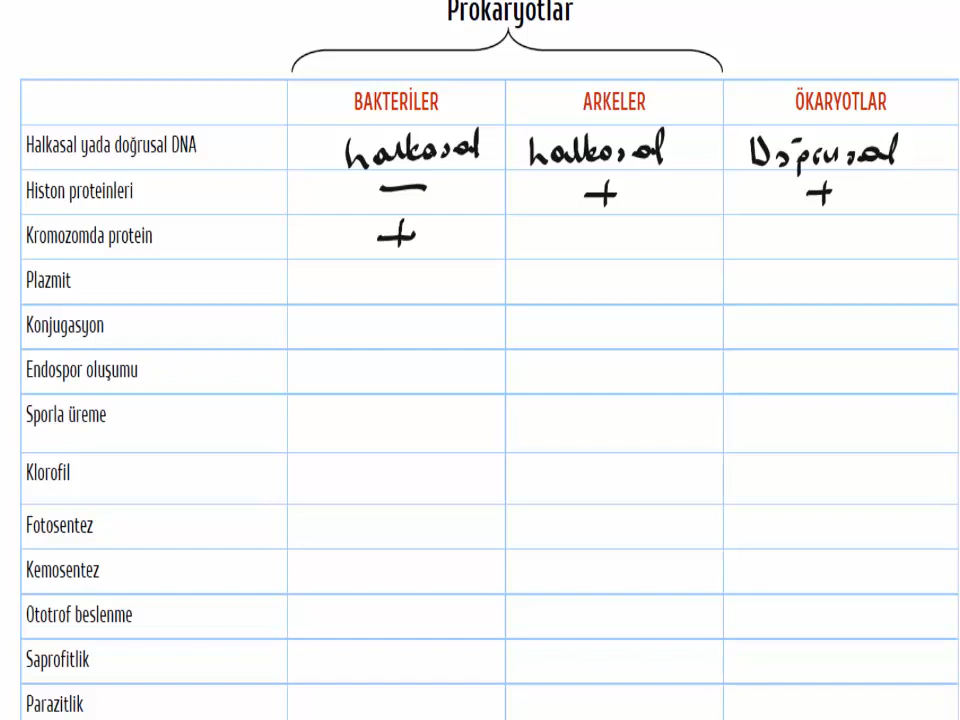 Prokaryotlar
BAKTERİLER ARKELER ÖKARYOTLAR
Halkasal yada doğrusal DNA halkasal halkasal Doğrusal
Histon proteinleri — + +
Kromozomda protein +
Plazmit
Konjugasyon
Endospor oluşumu
Sporla üreme
Klorofil
Fotosentez
Kemosentez
Ototrof beslenme
Saprofitlik
Parazitlik